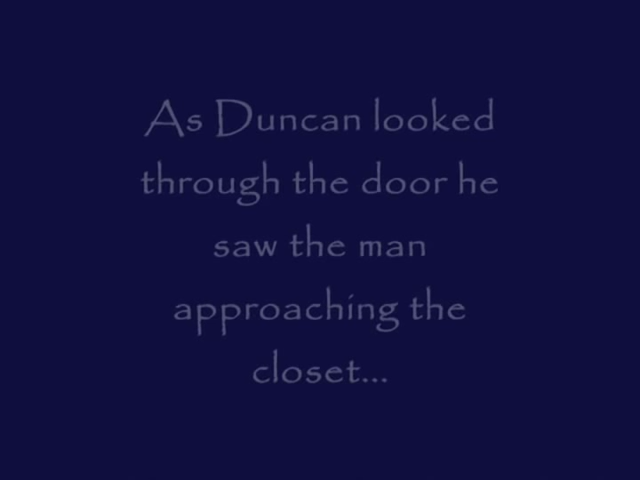 As Duncan looked
through the door he
saw the man
approaching the
closet...